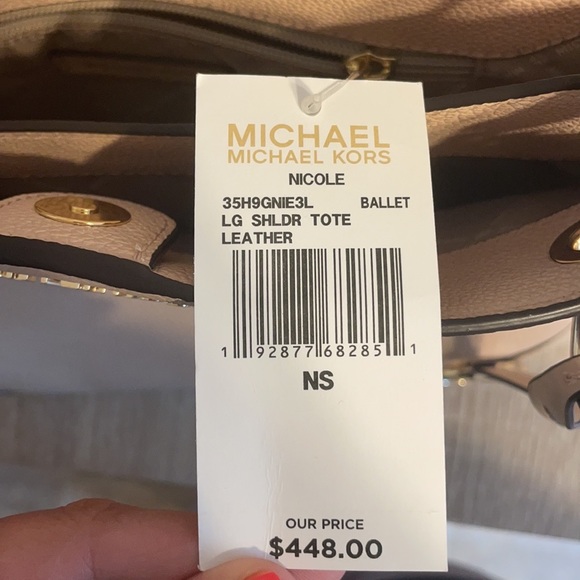 MICHAEL
MICHAEL KORS
NICOLE
35H9GNIE3L BALLET
LG SHLDR TOTE
LEATHER
1 92877 68285 1
NS
OUR PRICE
$448.00